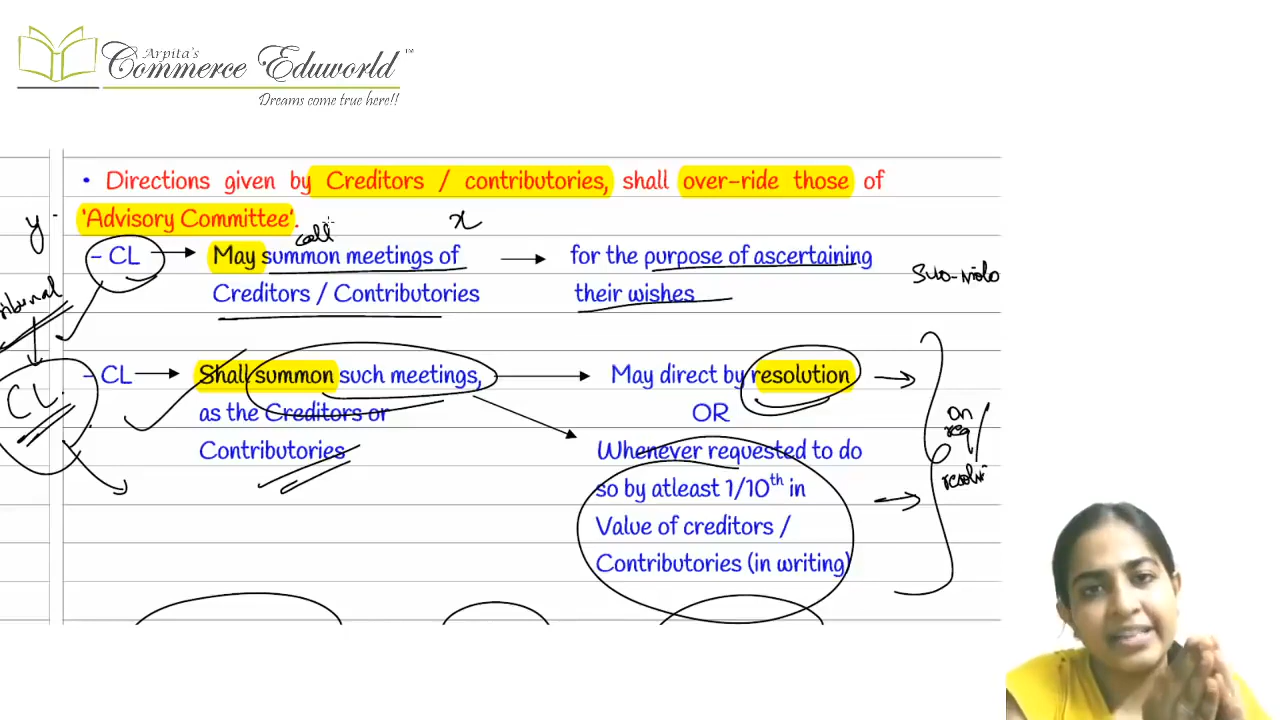 Arpita's
Commerce Eduworld™
Dreams come true here!!
• Directions given by Creditors / contributories, shall over-ride those of
'Advisory Committee'.
y
x
call
- CL → May summon meetings of → for the purpose of ascertaining
Creditors / Contributories their wishes
CL.
- CL → Shall summon such meetings, → May direct by resolution →
as the Creditors or OR
Contributories Whenever requested to do
so by atleast 1/10th in →
Value of creditors /
Contributories (in writing)
on
req/